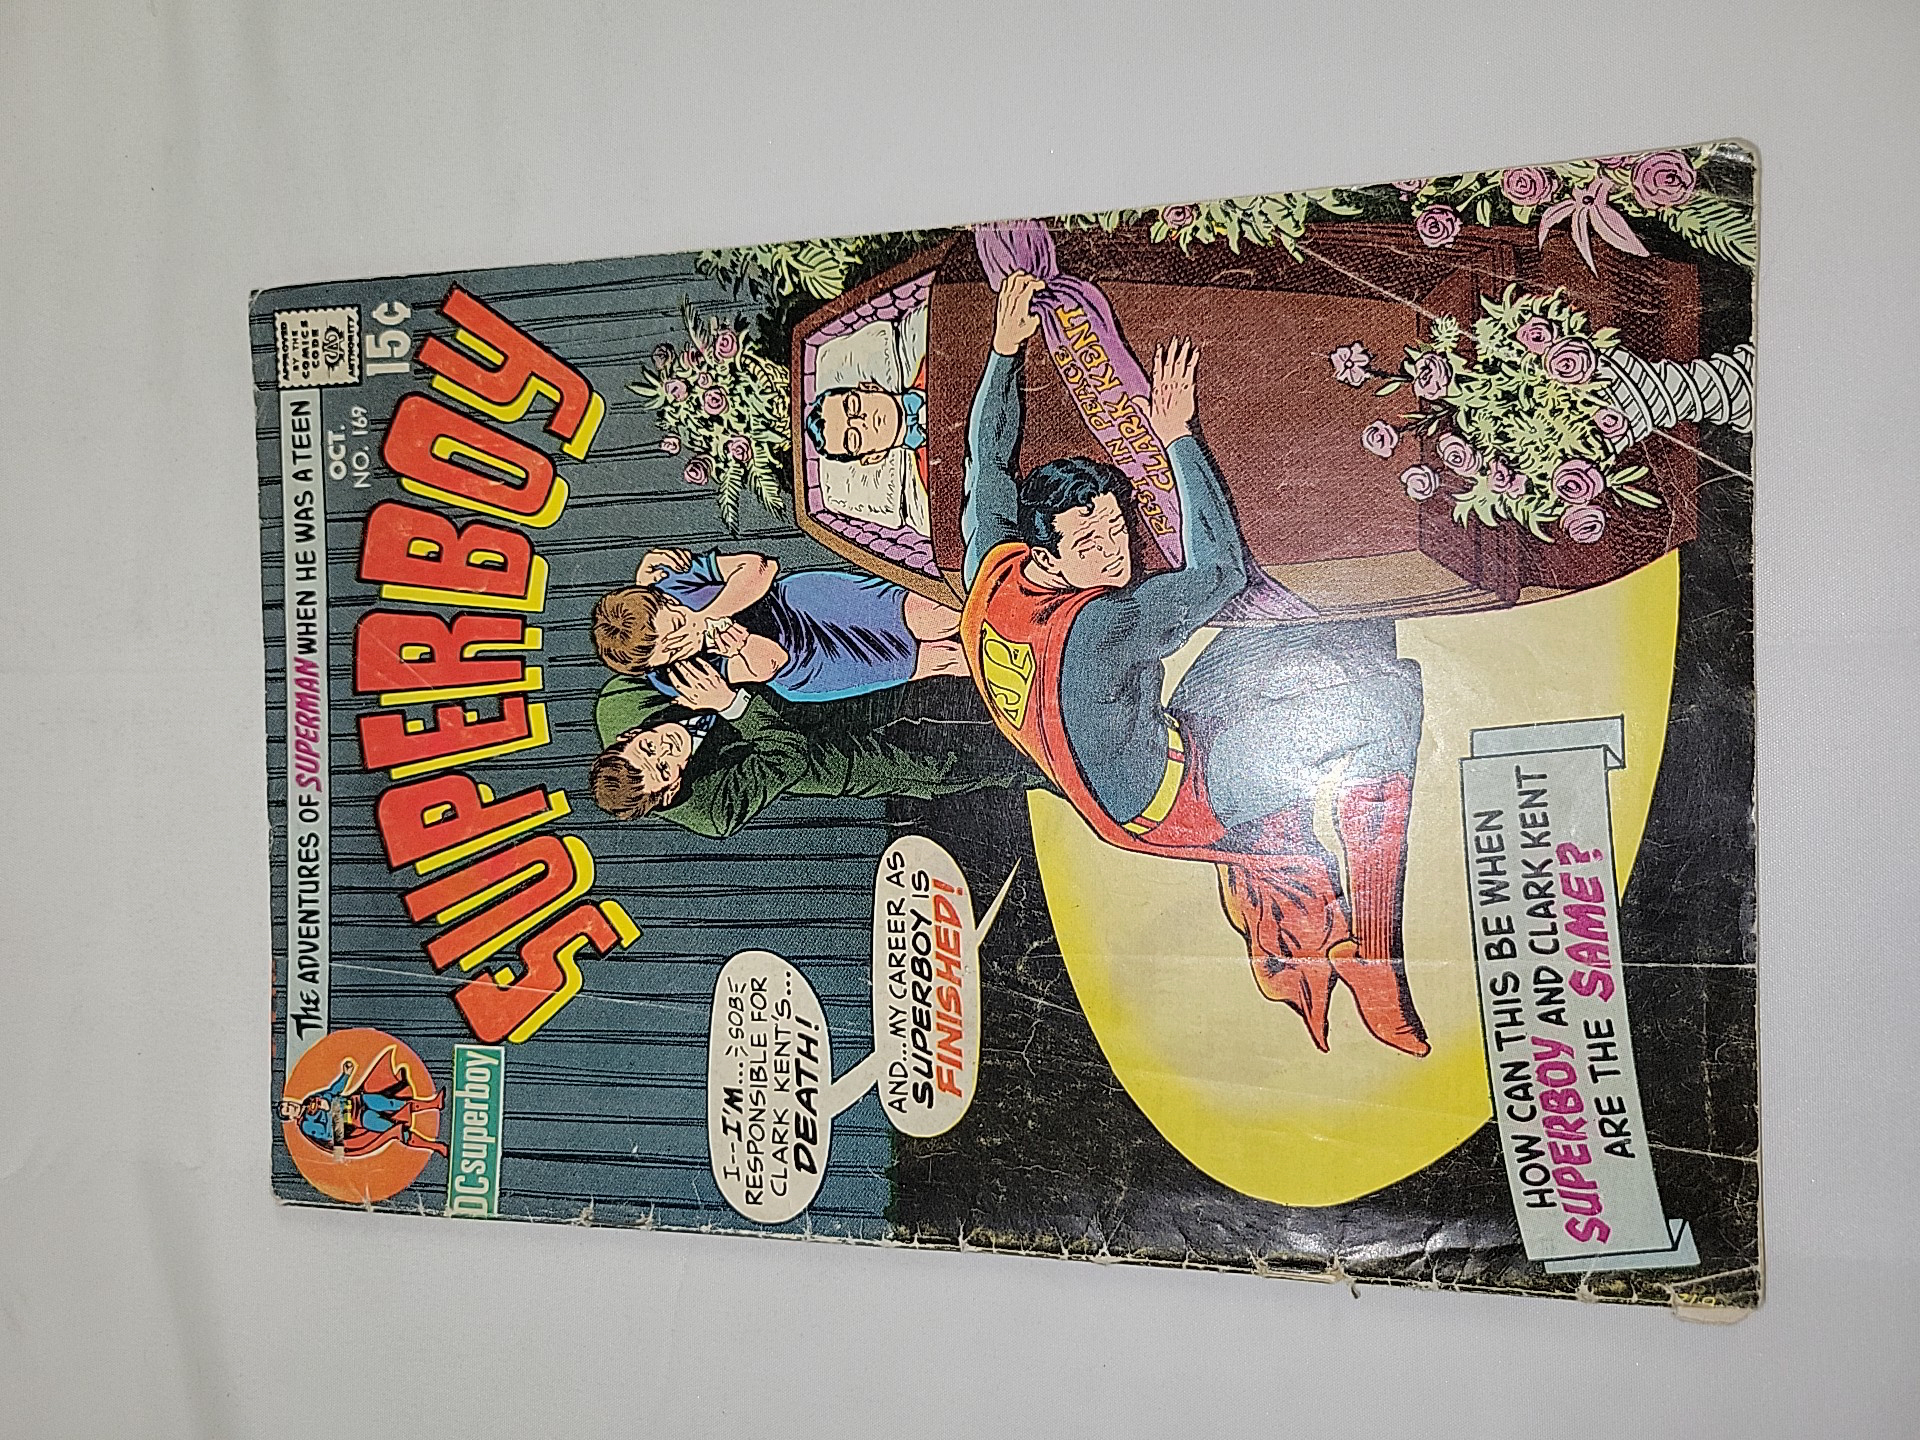 APPROVED
BY THE
COMICS
CODE
AUTHORITY
The ADVENTURES OF SUPERMAN WHEN HE WAS A TEEN
DCsuperboy
OCT.
NO. 169
15¢
SUPERBOY
I--I'M... SOB
RESPONSIBLE FOR
CLARK KENT'S...
DEATH!
AND...MY CAREER AS
SUPERBOY IS
FINISHED!
REST IN PEACE
CLARK KENT
HOW CAN THIS BE WHEN
SUPERBOY AND CLARK KENT
ARE THE SAME?